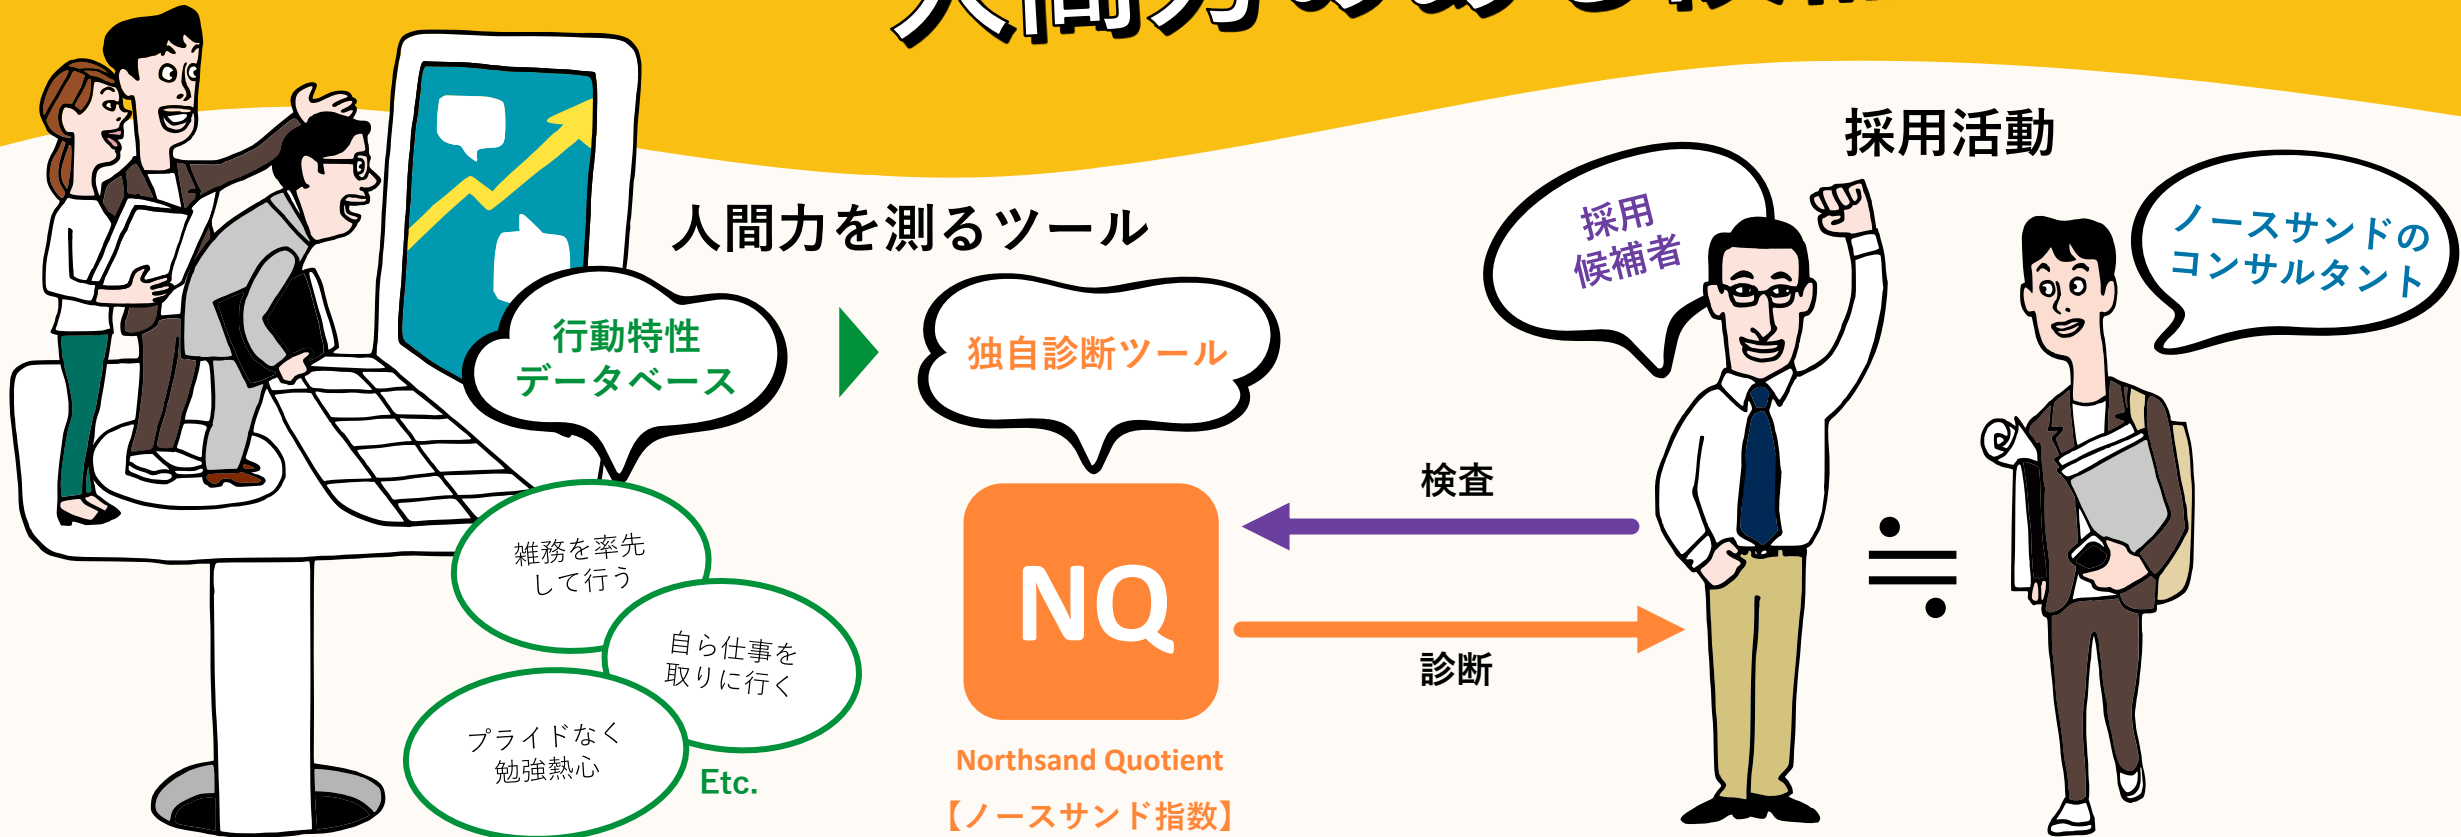 採用活動
人間力を測るツール
採用
候補者
ノースサンドの
コンサルタント
行動特性
データベース
独自診断ツール
検査
雑務を率先
して行う
NQ
自ら仕事を
取りに行く
診断
プライドなく
勉強熱心
Etc.
Northsand Quotient
【ノースサンド指数】